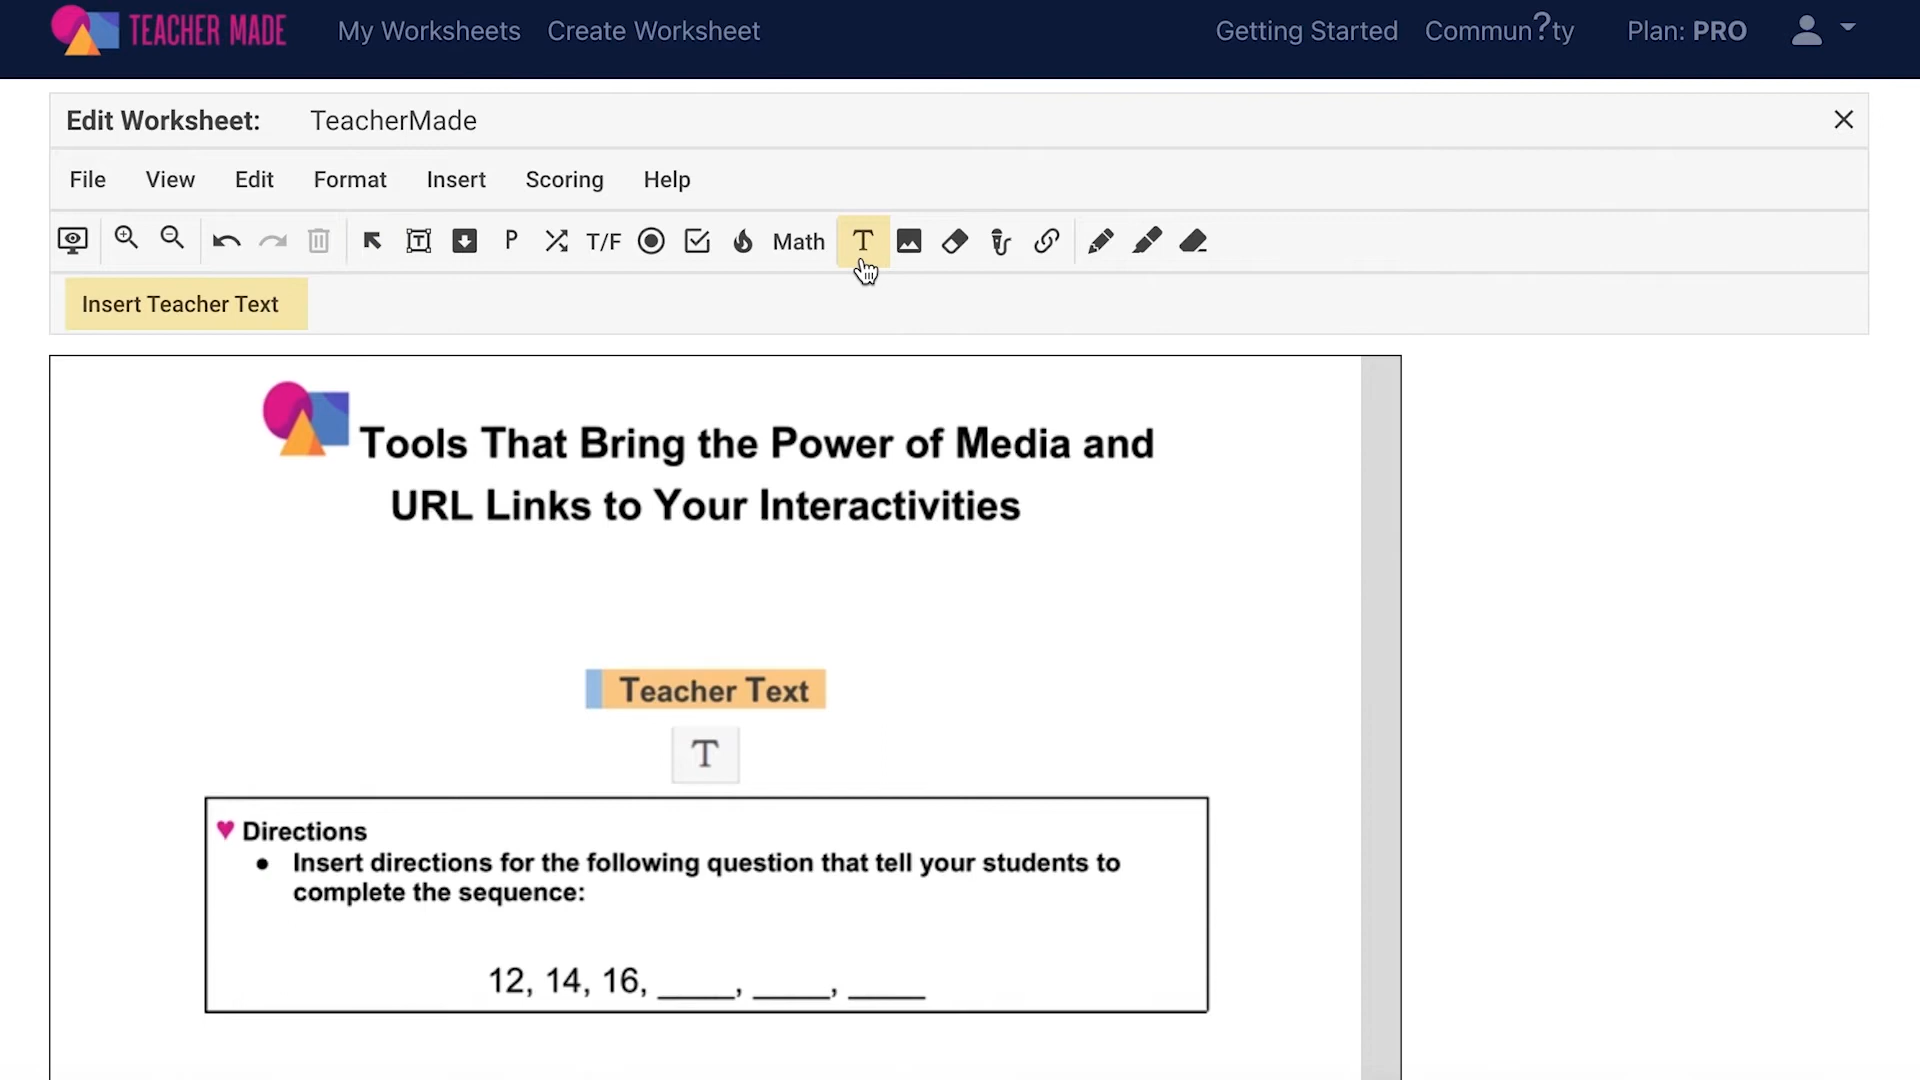 TEACHER MADE
My Worksheets Create Worksheet Getting Started Commun?ty Plan: PRO
Edit Worksheet: TeacherMade
File View Edit Format Insert Scoring Help
T P T/F Math T
Insert Teacher Text
Tools That Bring the Power of Media and
URL Links to Your Interactivities
Teacher Text
T
♥ Directions
● Insert directions for the following question that tell your students to
complete the sequence:
12, 14, 16, ____, ____, ____